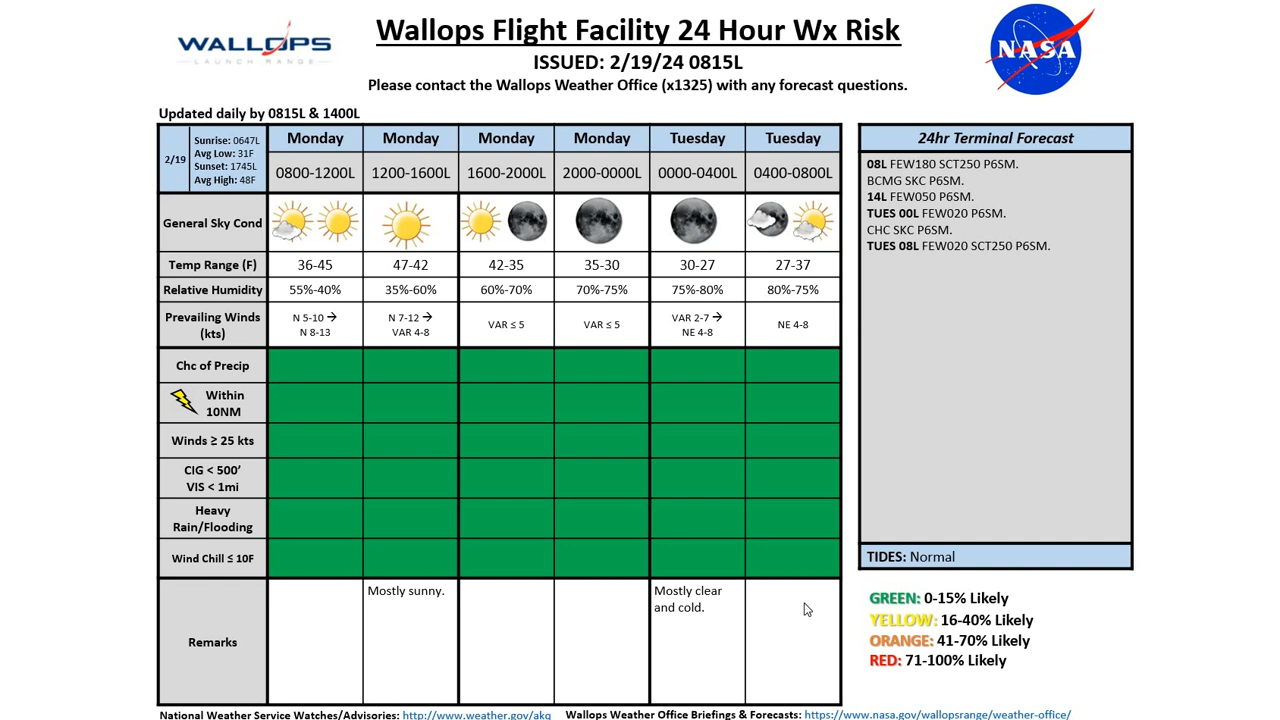 WALLOPS
LAUNCH RANGE
Wallops Flight Facility 24 Hour Wx Risk
ISSUED: 2/19/24 0815L
Please contact the Wallops Weather Office (x1325) with any forecast questions.
NASA
Updated daily by 0815L & 1400L
2/19
Sunrise: 0647L
Avg Low: 31F
Sunset: 1745L
Avg High: 48F
Monday Monday Monday Monday Tuesday Tuesday
0800-1200L 1200-1600L 1600-2000L 2000-0000L 0000-0400L 0400-0800L
General Sky Cond
Temp Range (F) 36-45 47-42 42-35 35-30 30-27 27-37
Relative Humidity 55%-40% 35%-60% 60%-70% 70%-75% 75%-80% 80%-75%
Prevailing Winds (kts)
N 5-10 →
N 8-13
N 7-12 →
VAR 4-8
VAR ≤ 5
VAR ≤ 5
VAR 2-7 →
NE 4-8
NE 4-8
Chc of Precip
Within
10NM
Winds ≥ 25 kts
CIG < 500’
VIS < 1mi
Heavy
Rain/Flooding
Wind Chill ≤ 10F
Remarks
Mostly sunny.
Mostly clear
and cold.
24hr Terminal Forecast
08L FEW180 SCT250 P6SM.
BCMG SKC P6SM.
14L FEW050 P6SM.
TUES 00L FEW020 P6SM.
CHC SKC P6SM.
TUES 08L FEW020 SCT250 P6SM.
TIDES: Normal
GREEN: 0-15% Likely
YELLOW: 16-40% Likely
ORANGE: 41-70% Likely
RED: 71-100% Likely
National Weather Service Watches/Advisories: http://www.weather.gov/akq
Wallops Weather Office Briefings & Forecasts: https://www.nasa.gov/wallopsrange/weather-office/